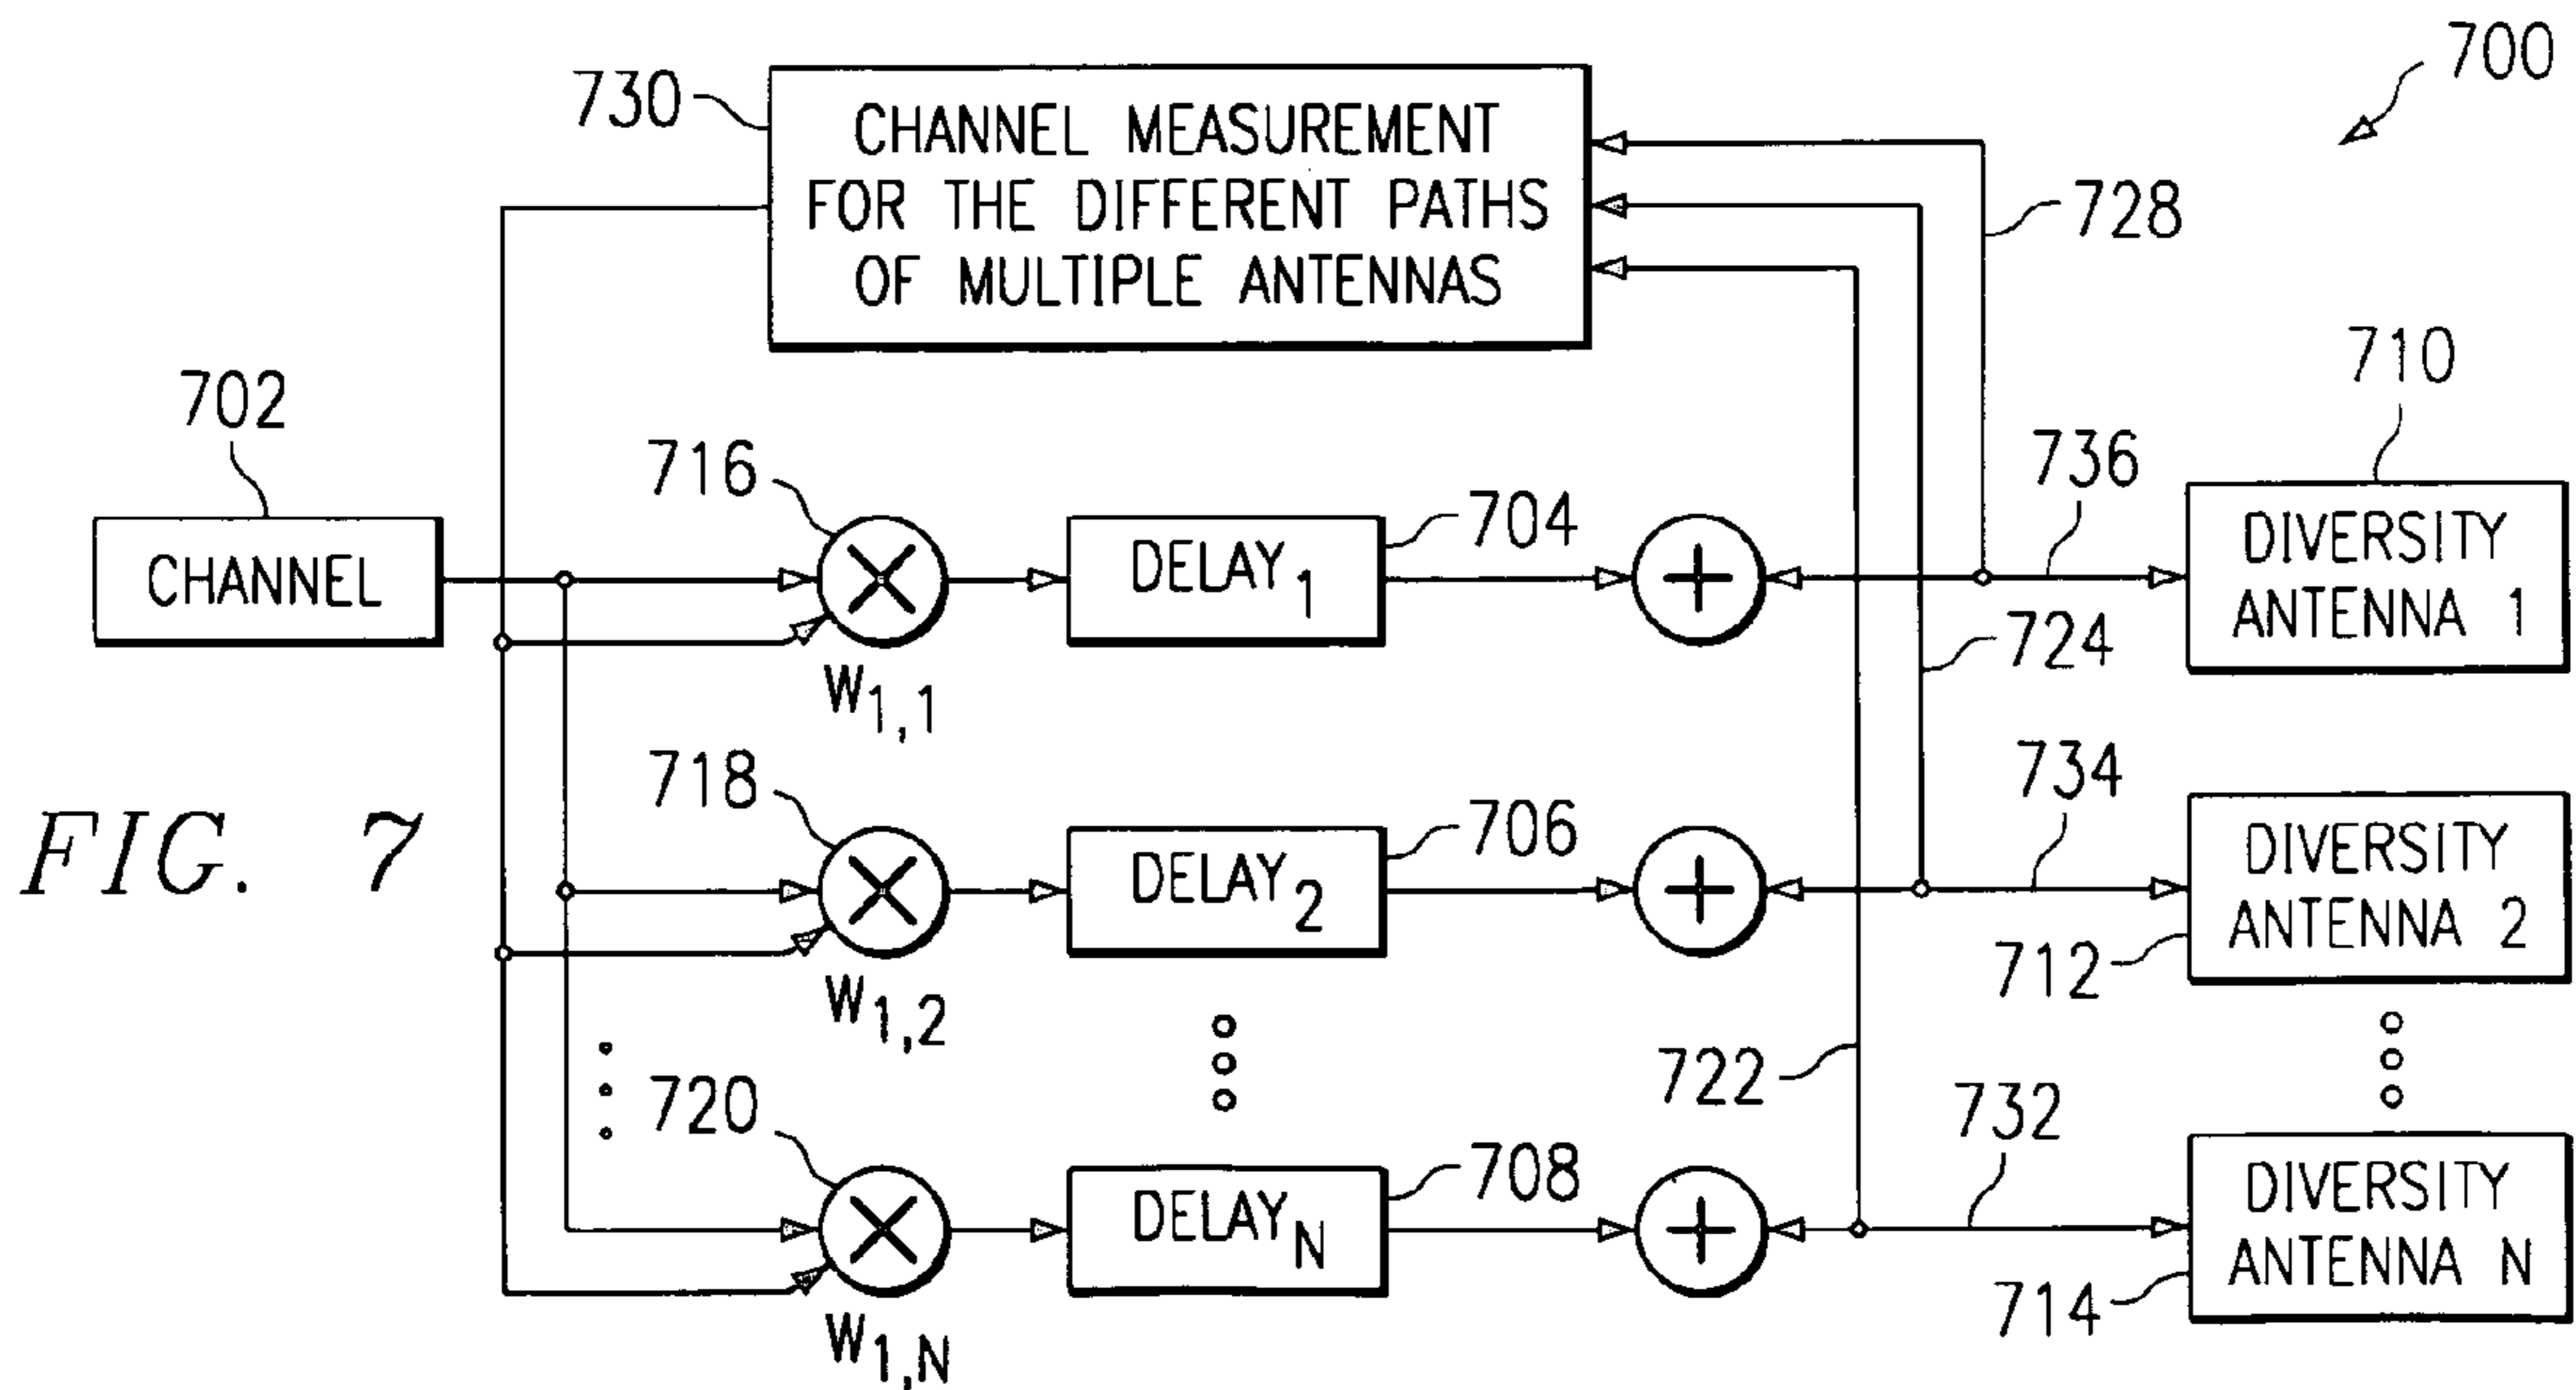 700
730
CHANNEL MEASUREMENT
FOR THE DIFFERENT PATHS
OF MULTIPLE ANTENNAS
728
702
CHANNEL
716
W1,1
DELAY1
704
736
710
DIVERSITY
ANTENNA 1
724
718
W1,2
DELAY2
706
734
DIVERSITY
ANTENNA 2
712
FIG. 7
720
W1,N
DELAYN
708
722
732
DIVERSITY
ANTENNA N
714